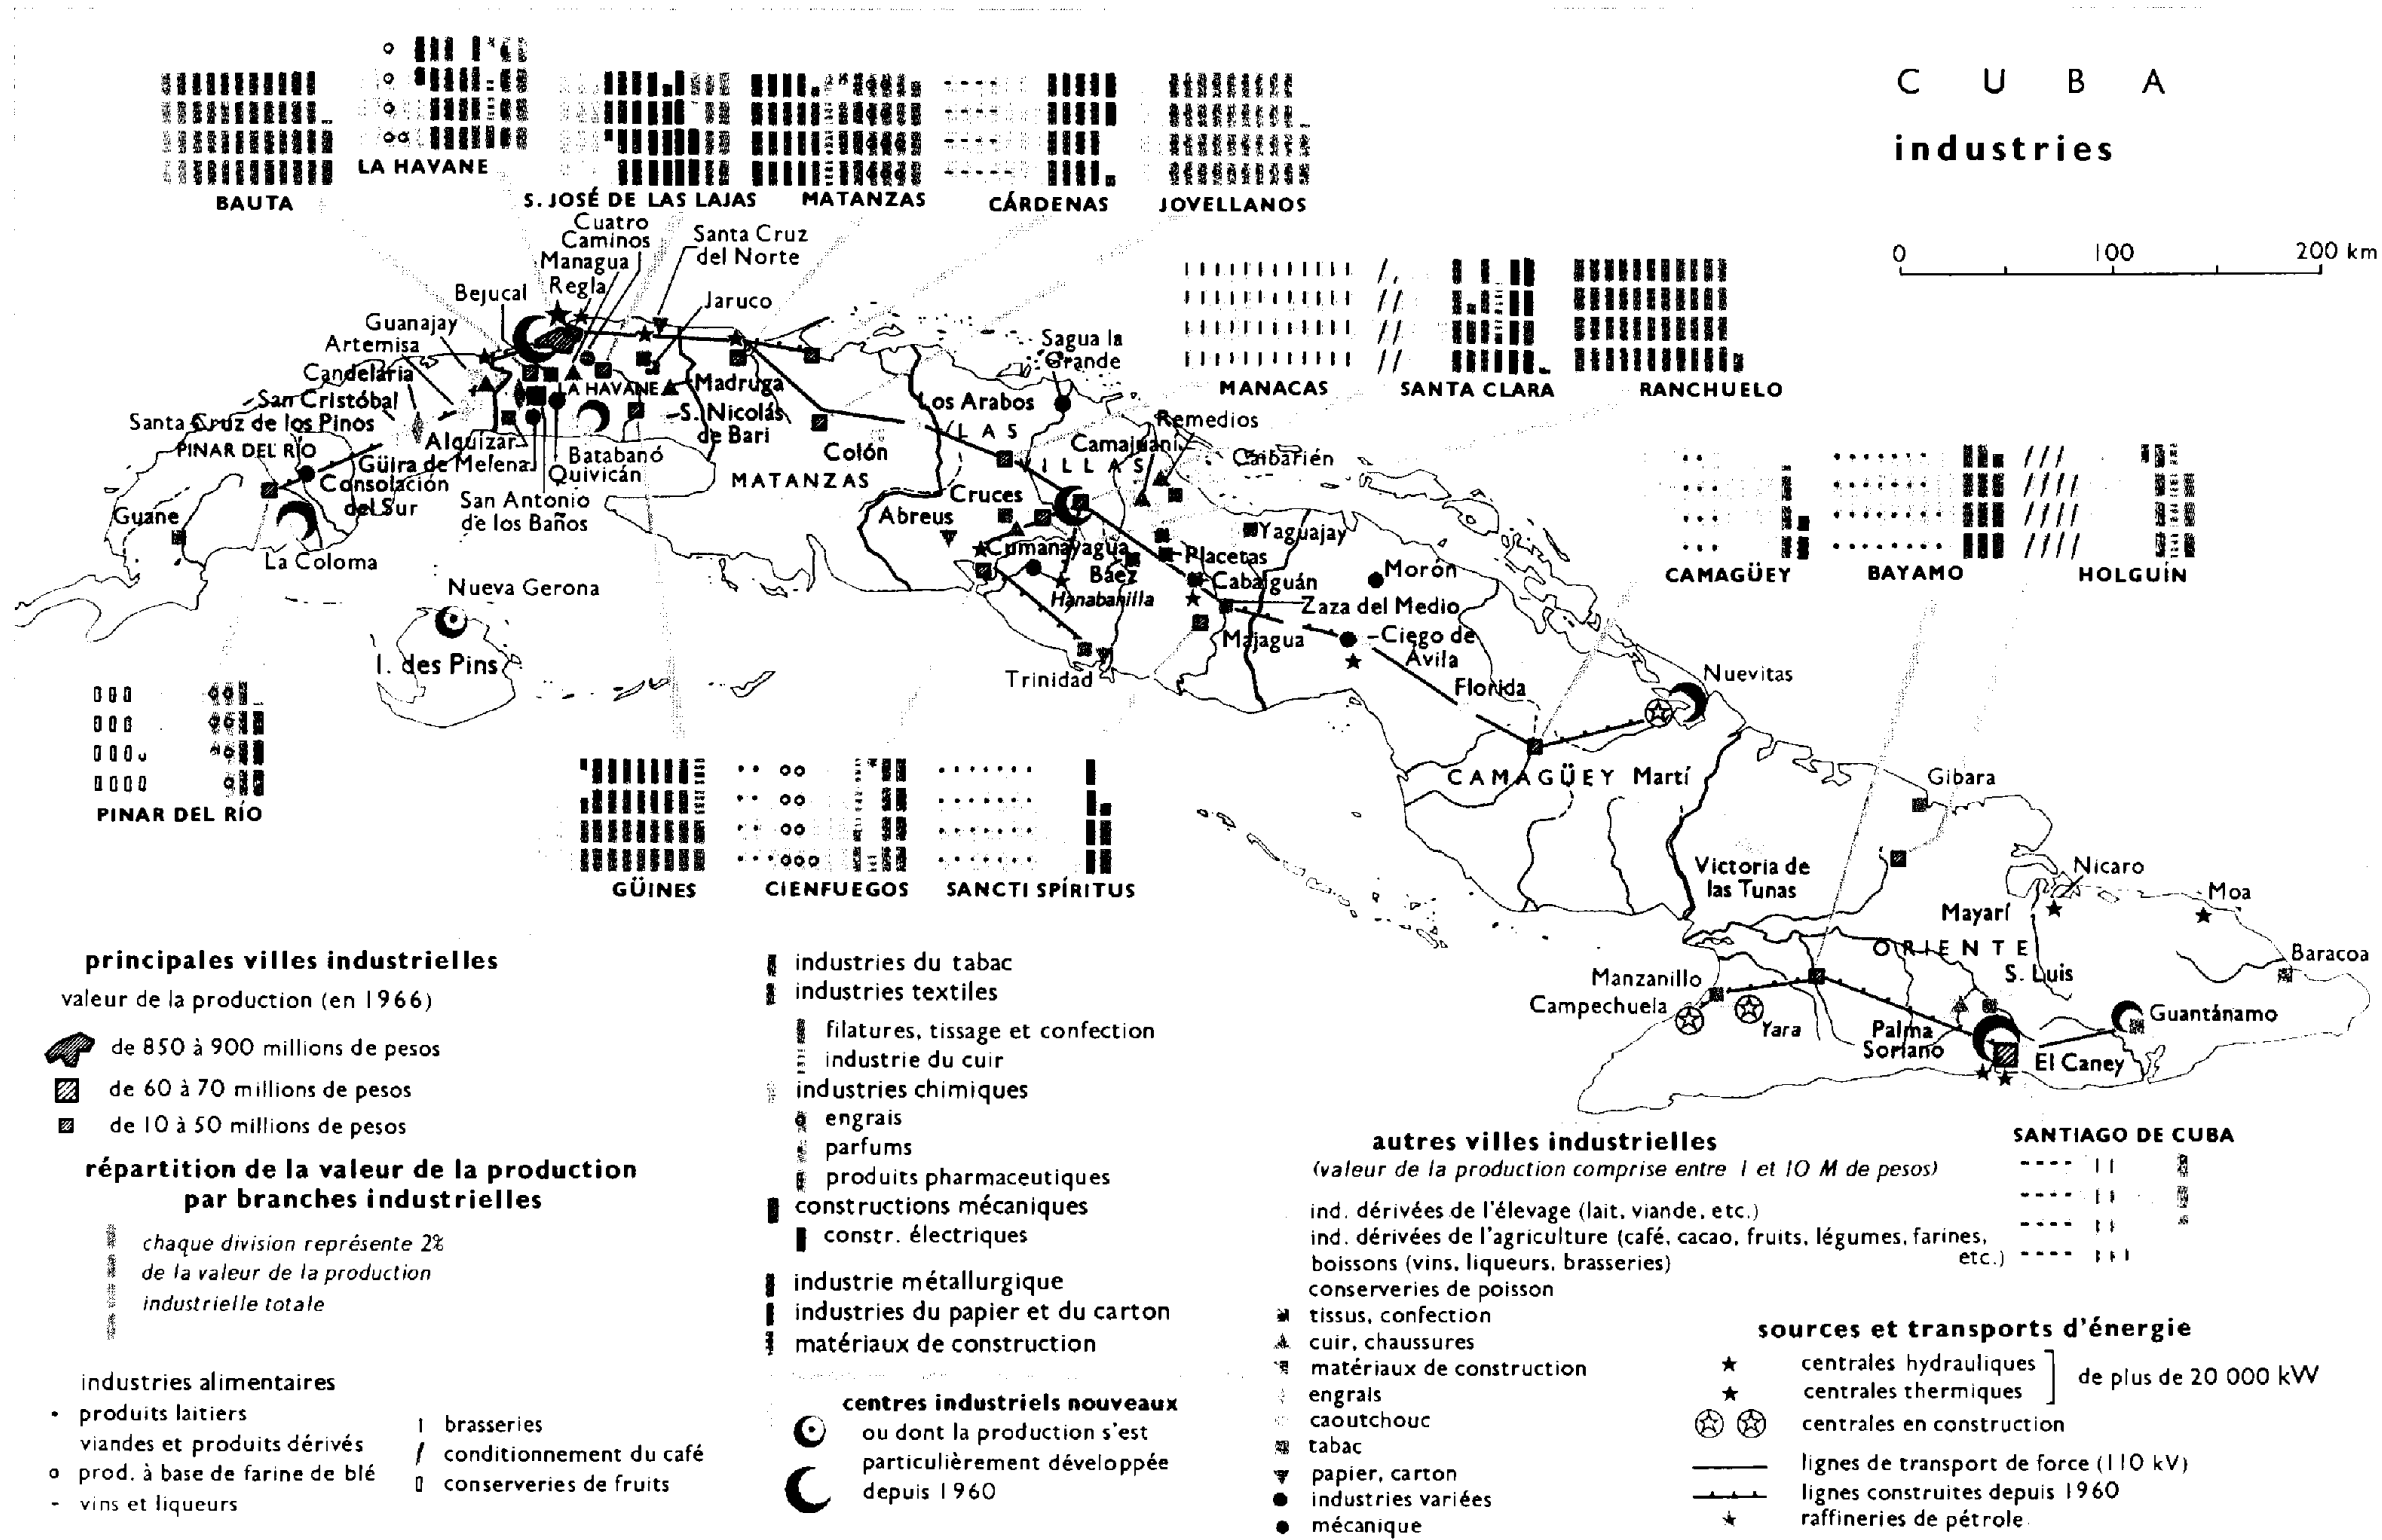 CUBA
industries
0 100 200 km
BAUTA
LA HAVANE
S. JOSÉ DE LAS LAJAS
MATANZAS
CÁRDENAS
JOVELLANOS
Cuatro
Caminos
Managua
Regla
Santa Cruz
del Norte
Jaruco
Bejucal
Guanajay
Artemisa
Candelaria
San Cristóbal
Santa Cruz de los Pinos
PINAR DEL RÍO
LA HAVANE
Madruga
S. Nicolás
de Bari
Alquizar
Güira de Melena
Batabanó
Quivicán
Consolación
del Sur
San Antonio
de los Baños
Guane
La Coloma
Nueva Gerona
I. des Pins
MATANZAS
Colón
Los Arabos
LAS
VILLAS
Sagua la
Grande
Remedios
Camajuaní
Caibarién
Cruces
Abreus
Cumanayagua
Báez
Hanabanilla
Placetas
Cabaiguán
Yaguajay
Zaza del Medio
Majagua
Morón
Ciego de
Ávila
Trinidad
Florida
Nuevitas
CAMAGÜEY
Martí
Gibara
Victoria de
las Tunas
Nicaro
Moa
Mayarí
ORIENTE
S. Luis
Baracoa
Manzanillo
Campechuela
Yara
Palma
Soriano
El Caney
Guantánamo
MANACAS
SANTA CLARA
RANCHUELO
CAMAGÜEY
BAYAMO
HOLGUÍN
PINAR DEL RÍO
GÜINES
CIENFUEGOS
SANCTI SPÍRITUS
SANTIAGO DE CUBA
principales villes industrielles
valeur de la production (en 1966)
de 850 à 900 millions de pesos
de 60 à 70 millions de pesos
de 10 à 50 millions de pesos
répartition de la valeur de la production
par branches industrielles
chaque division représente 2%
de la valeur de la production
industrielle totale
industries alimentaires
produits laitiers
viandes et produits dérivés
prod. à base de farine de blé
vins et liqueurs
brasseries
conditionnement du café
conserveries de fruits
industries du tabac
industries textiles
filatures, tissage et confection
industrie du cuir
industries chimiques
engrais
parfums
produits pharmaceutiques
constructions mécaniques
constr. électriques
industrie métallurgique
industries du papier et du carton
matériaux de construction
centres industriels nouveaux
ou dont la production s'est
particulièrement développée
depuis 1960
autres villes industrielles
(valeur de la production comprise entre 1 et 10 M de pesos)
ind. dérivées de l'élevage (lait, viande, etc.)
ind. dérivées de l'agriculture (café, cacao, fruits, légumes, farines,
etc.)
boissons (vins, liqueurs, brasseries)
conserveries de poisson
tissus, confection
cuir, chaussures
matériaux de construction
engrais
caoutchouc
tabac
papier, carton
industries variées
mécanique
sources et transports d'énergie
centrales hydrauliques
centrales thermiques
de plus de 20 000 kW
centrales en construction
lignes de transport de force (110 kV)
lignes construites depuis 1960
raffineries de pétrole